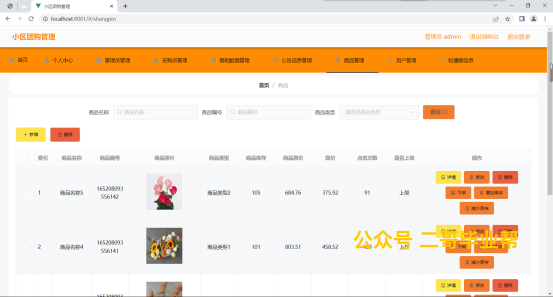 小区团购管理
localhost:8081/#/shangpin
小区团购管理
管理员 admin 退出到前台 退出登录
首页 个人中心 管理员管理 采购员管理 基础数据管理 公告信息管理 商品管理 用户管理 轮播图信息
首页 / 商品
商品名称 商品名称 商品编号 商品编号 商品类型 请选择商品类型 查询
+ 新增 删除
索引 商品名称 商品编号 商品照片 商品类型 商品库存 商品原价 现价 点击次数 是否上架 操作
1 商品名称5 165208093556142 商品类型2 105 684.76 375.92 91 上架
详情 修改 删除
下架 增加库存
减少库存
2 商品名称4 165208093556141 商品类型1 101 803.51 458.52
减少库存
公众号 二哥毕业帮
详情 修改 删除